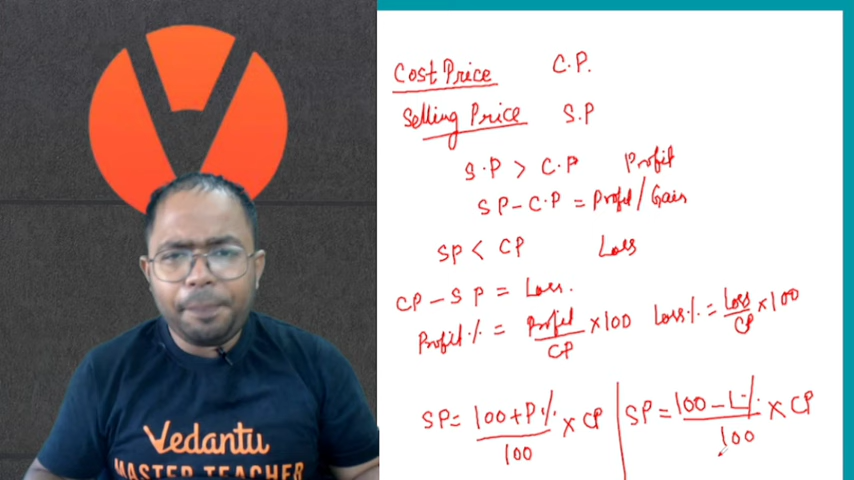 Cost Price C.P.
Selling Price S.P
S.P > C.P Profit
SP - C.P = Profit/Gain
SP < CP Loss
CP - SP = Loss.
Profit % = Profit/CP × 100 Loss % = Loss/CP × 100
SP = 100 + P%/100 × CP | SP = 100 - L%/100 × CP
Vedantu
MASTER TEACHER